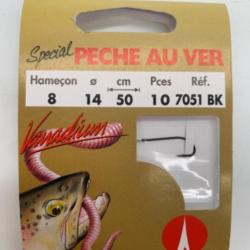 Special PECHE AU VER
Hameçon ø cm Pces Réf.
8 14 50 10 7051 BK
Vanadium